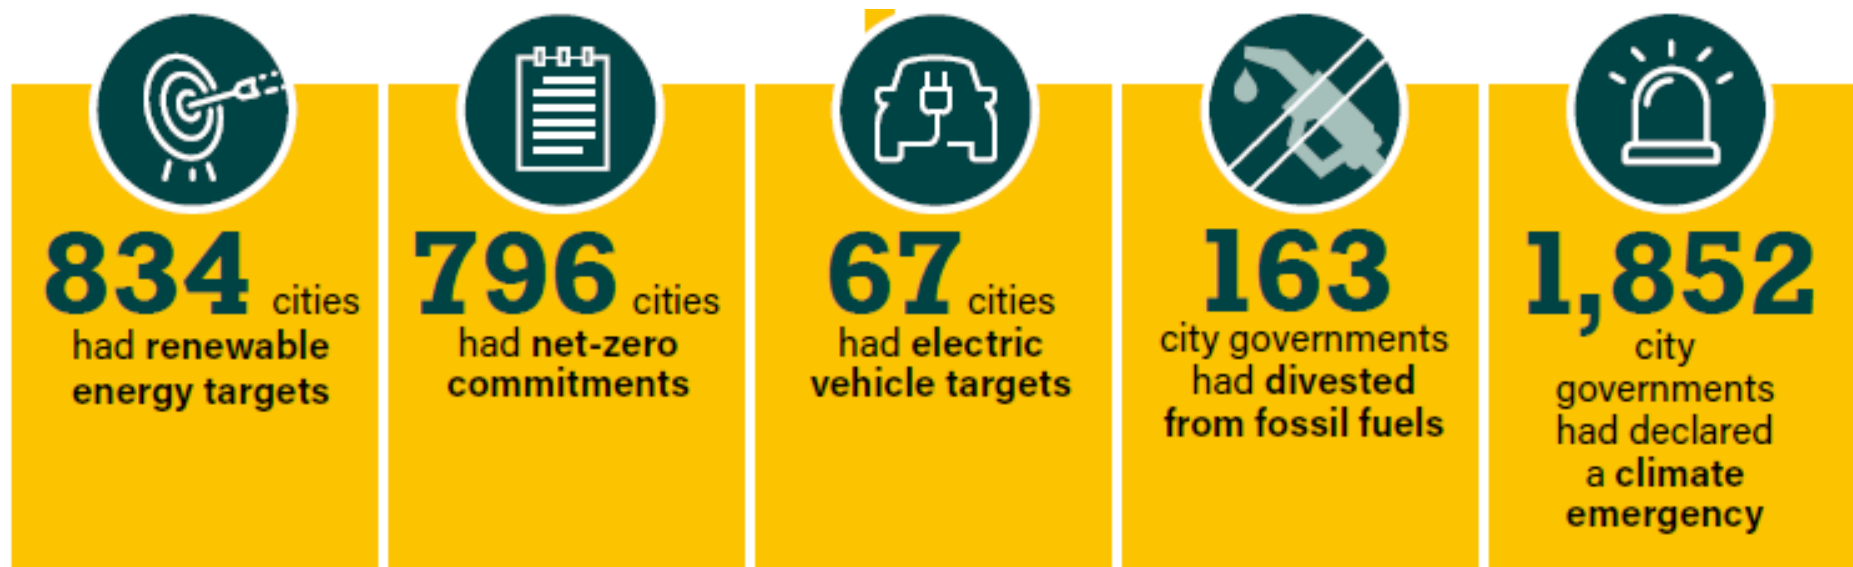 834 cities
had renewable
energy targets
796 cities
had net-zero
commitments
67 cities
had electric
vehicle targets
163
city governments
had divested
from fossil fuels
1,852
city
governments
had declared
a climate
emergency